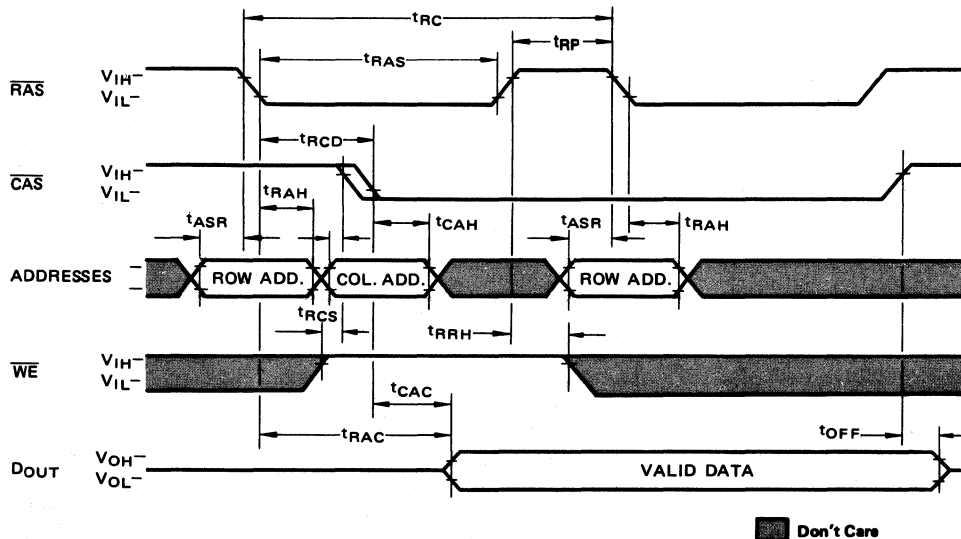 tRC
tRP
tRAS
RAS
VIH–
VIL–
tRCD
CAS
VIH–
VIL–
tRAH
tASR
tCAH
tASR
tRAH
ADDRESSES
ROW ADD.
COL. ADD.
ROW ADD.
tRCS
tRRH
WE
VIH–
VIL–
tCAC
tRAC
tOFF
DOUT
VOH–
VOL–
VALID DATA
Don't Care